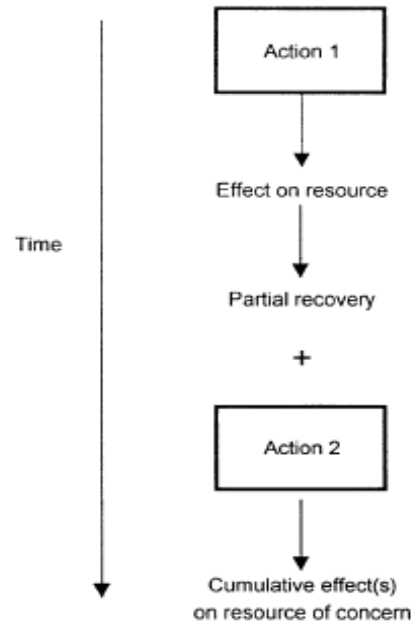 Action 1
Effect on resource
Time
Partial recovery
+
Action 2
Cumulative effect(s)
on resource of concern